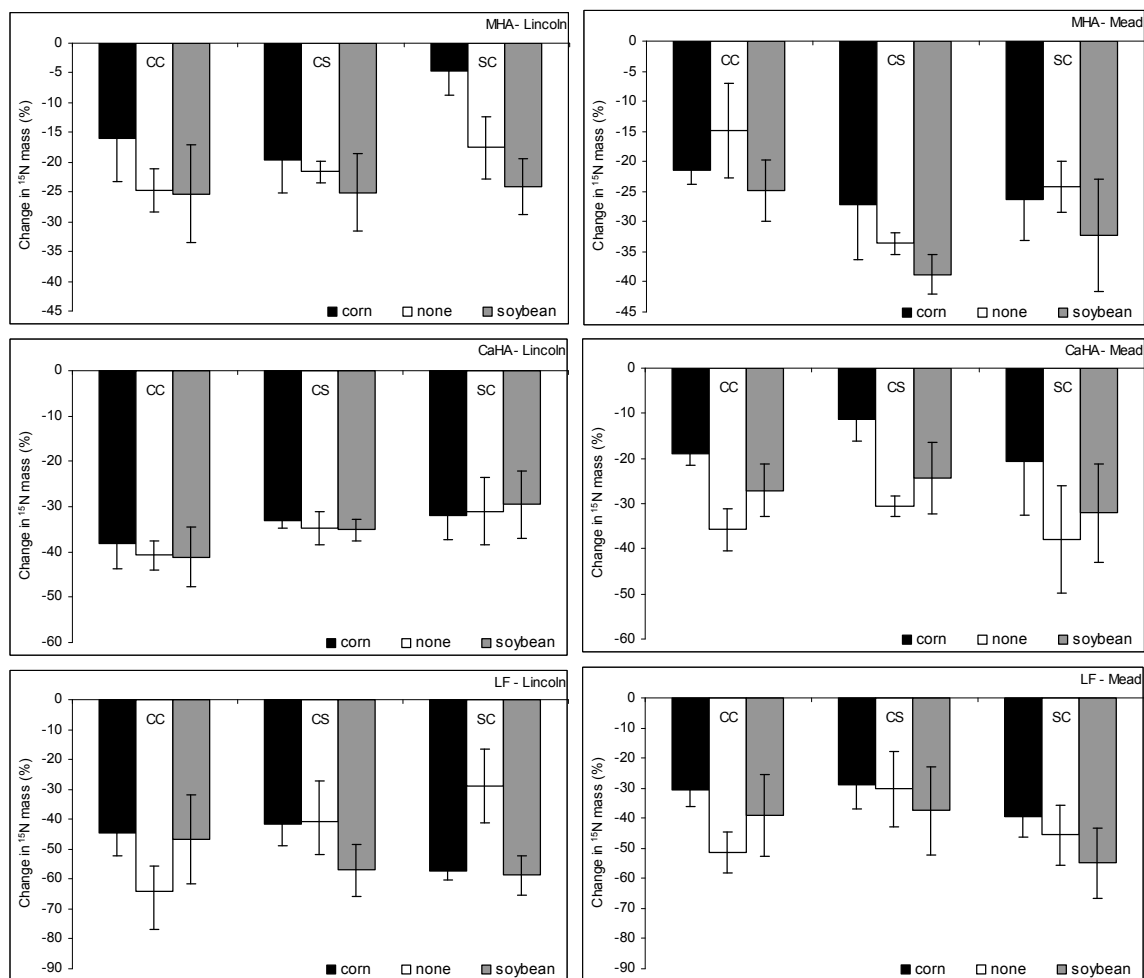 MHA- Lincoln
0
-5
-10
-15
-20
-25
-30
-35
-40
-45
Change in ¹⁵N mass (%)
CC
CS
SC
corn none soybean
MHA- Mead
0
-5
-10
-15
-20
-25
-30
-35
-40
-45
Change in ¹⁵N mass (%)
CC
CS
SC
corn none soybean
CaHA- Lincoln
0
-10
-20
-30
-40
-50
-60
Change in ¹⁵N mass (%)
CC
CS
SC
corn none soybean
CaHA- Mead
0
-10
-20
-30
-40
-50
-60
Change in ¹⁵N mass (%)
CC
CS
SC
corn none soybean
LF - Lincoln
0
-10
-20
-30
-40
-50
-60
-70
-80
-90
Change in ¹⁵N mass (%)
CC
CS
SC
corn none soybean
LF - Mead
0
-10
-20
-30
-40
-50
-60
-70
-80
-90
Change in ¹⁵N mass (%)
CC
CS
SC
corn none soybean